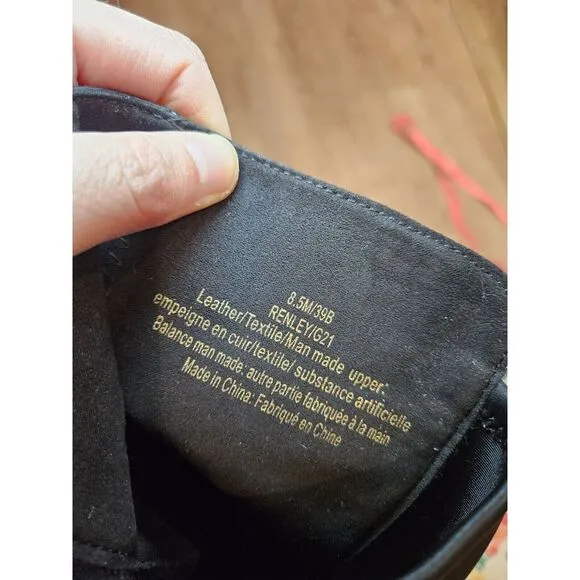 8.5M/39B
RENLEY/G21
Leather/Textile/Man made upper:
empeigne en cuir/textile/ substance artificielle
Balance man made: autre partie fabriquée à la main
Made in China: Fabriqué en Chine